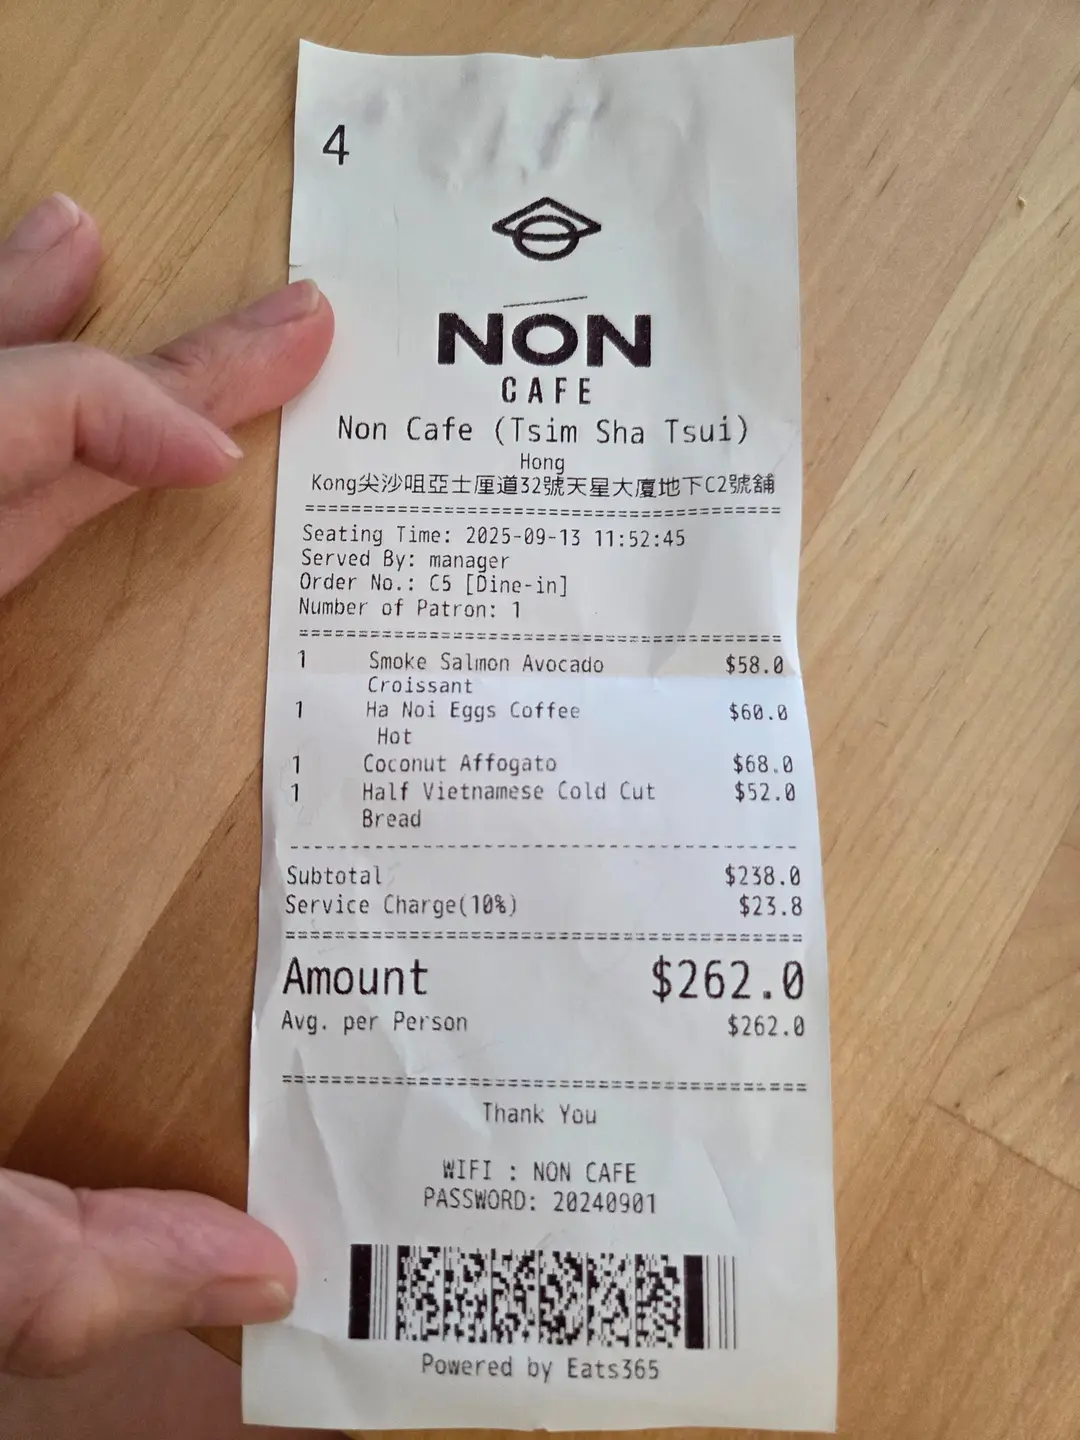 4
NON
CAFE
Non Cafe (Tsim Sha Tsui)
Hong
Kong尖沙咀亞士厘道32號天星大廈地下C2號舖
========================================
Seating Time: 2025-09-13 11:52:45
Served By: manager
Order No.: C5 [Dine-in]
Number of Patron: 1
========================================
1 Smoke Salmon Avocado $58.0
Croissant
1 Ha Noi Eggs Coffee $60.0
Hot
1 Coconut Affogato $68.0
1 Half Vietnamese Cold Cut $52.0
Bread
----------------------------------------
Subtotal $238.0
Service Charge(10%) $23.8
========================================
Amount $262.0
Avg. per Person $262.0
========================================
Thank You
WIFI : NON CAFE
PASSWORD: 20240901
Powered by Eats365